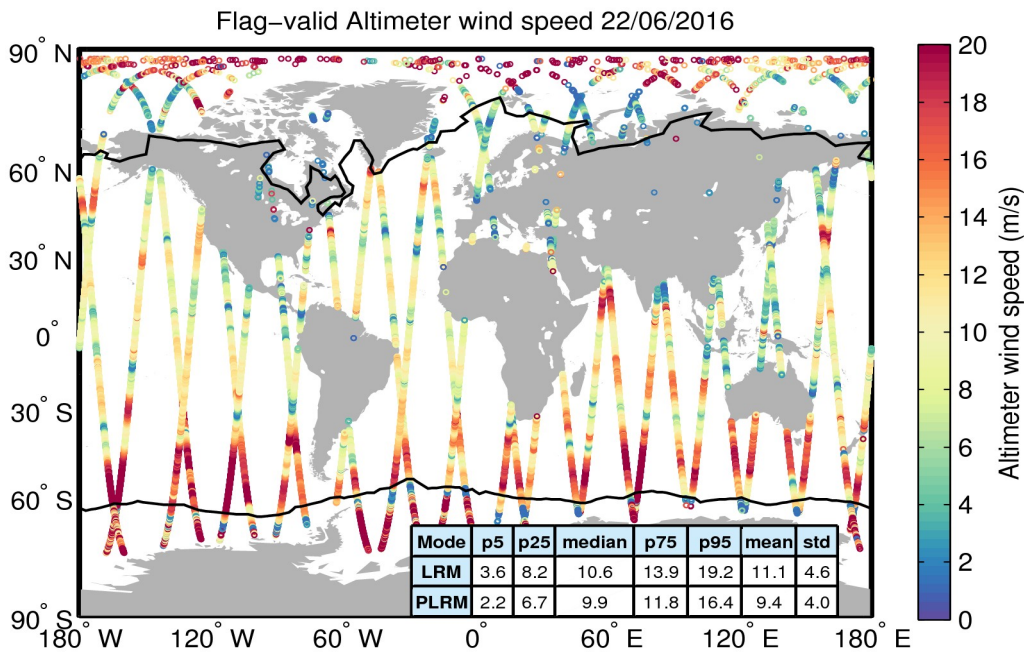 Flag−valid Altimeter wind speed 22/06/2016
90° N
60° N
30° N
0°
30° S
60° S
90° S
180° W
120° W
60° W
0°
60° E
120° E
180° E
Mode p5 p25 median p75 p95 mean std
LRM 3.6 8.2 10.6 13.9 19.2 11.1 4.6
PLRM 2.2 6.7 9.9 11.8 16.4 9.4 4.0
20
18
16
14
12
10
8
6
4
2
0
Altimeter wind speed (m/s)